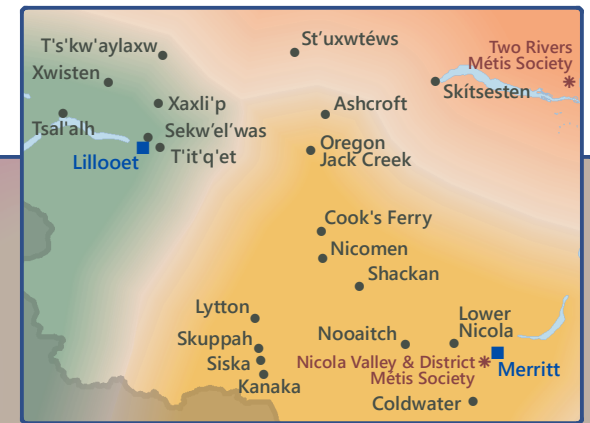 T's'kw'aylaxw
St'uxwtéws
Two Rivers
Métis Society
Xwisten
Skítsesten
Xaxli'p
Ashcroft
Tsal'alh
Sekw'el'was
Lillooet
T'it'q'et
Oregon
Jack Creek
Cook's Ferry
Nicomen
Shackan
Lytton
Lower
Nicola
Skuppah
Nooaitch
Siska
Nicola Valley & District
Métis Society
Merritt
Kanaka
Coldwater